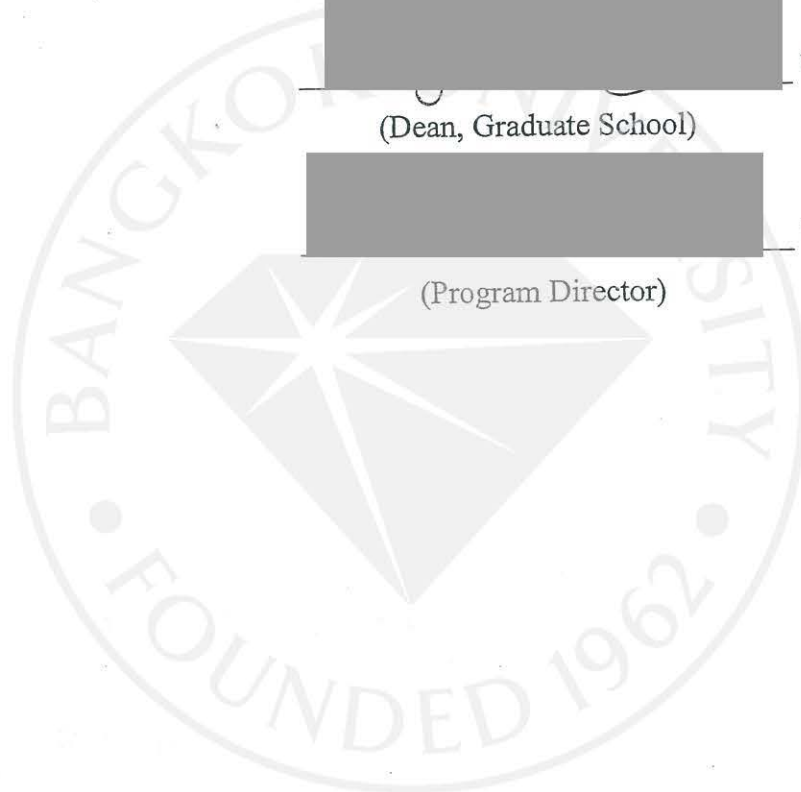 (Dean, Graduate School)
(Program Director)
BANGKOK UNIVERSITY
FOUNDED 1962